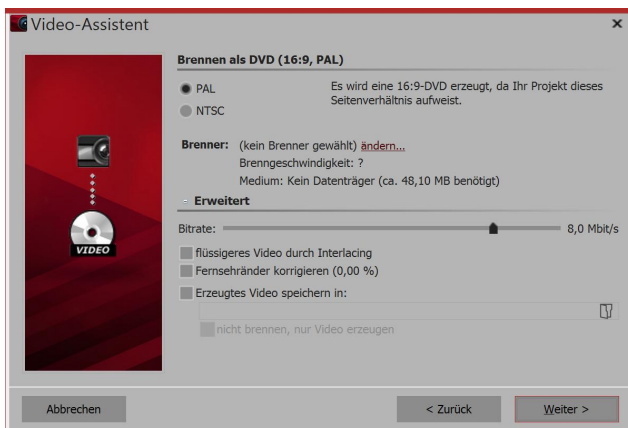 Video-Assistent
Brennen als DVD (16:9, PAL)
PAL
Es wird eine 16:9-DVD erzeugt, da Ihr Projekt dieses
Seitenverhältnis aufweist.
NTSC
Brenner: (kein Brenner gewählt) ändern...
Brenngeschwindigkeit: ?
Medium: Kein Datenträger (ca. 48,10 MB benötigt)
Erweitert
Bitrate: 8,0 Mbit/s
flüssigeres Video durch Interlacing
Fernsehränder korrigieren (0,00 %)
Erzeugtes Video speichern in:
nicht brennen, nur Video erzeugen
VIDEO
Abbrechen < Zurück Weiter >